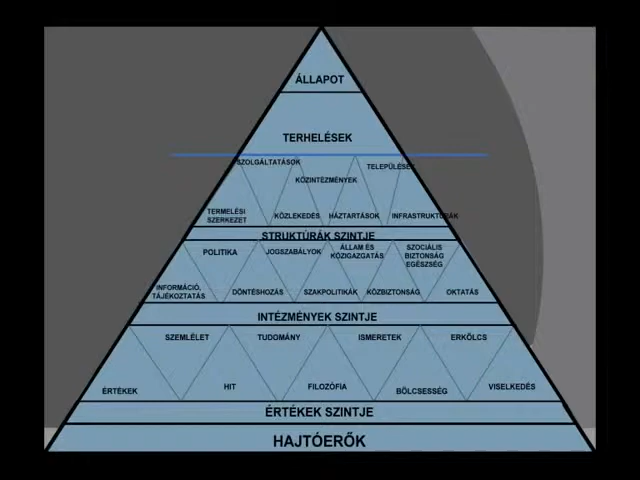 ÁLLAPOT
TERHELÉSEK
SZOLGÁLTATÁSOK
TELEPÜLÉSEK
KÖZINTÉZMÉNYEK
TERMELÉSI
SZERKEZET
KÖZLEKEDÉS
HÁZTARTÁSOK
INFRASTRUKTÚRÁK
STRUKTÚRÁK SZINTJE
POLITIKA
JOGSZABÁLYOK
ÁLLAM ÉS
KÖZIGAZGATÁS
SZOCIÁLIS
BIZTONSÁG
EGÉSZSÉG
INFORMÁCIÓ,
TÁJÉKOZTATÁS
DÖNTÉSHOZÁS
SZAKPOLITIKÁK
KÖZBIZTONSÁG
OKTATÁS
INTÉZMÉNYEK SZINTJE
SZEMLÉLET
TUDOMÁNY
ISMERETEK
ERKÖLCS
ÉRTÉKEK
HIT
FILOZÓFIA
BÖLCSESSÉG
VISELKEDÉS
ÉRTÉKEK SZINTJE
HAJTÓERŐK